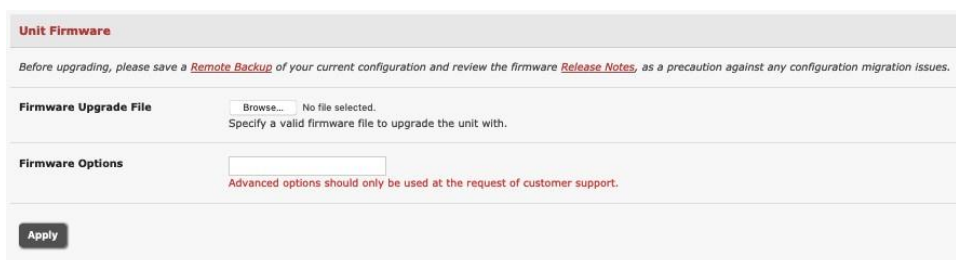 Unit Firmware
Before upgrading, please save a Remote Backup of your current configuration and review the firmware Release Notes, as a precaution against any configuration migration issues.
Firmware Upgrade File
Browse... No file selected.
Specify a valid firmware file to upgrade the unit with.
Firmware Options
Advanced options should only be used at the request of customer support.
Apply